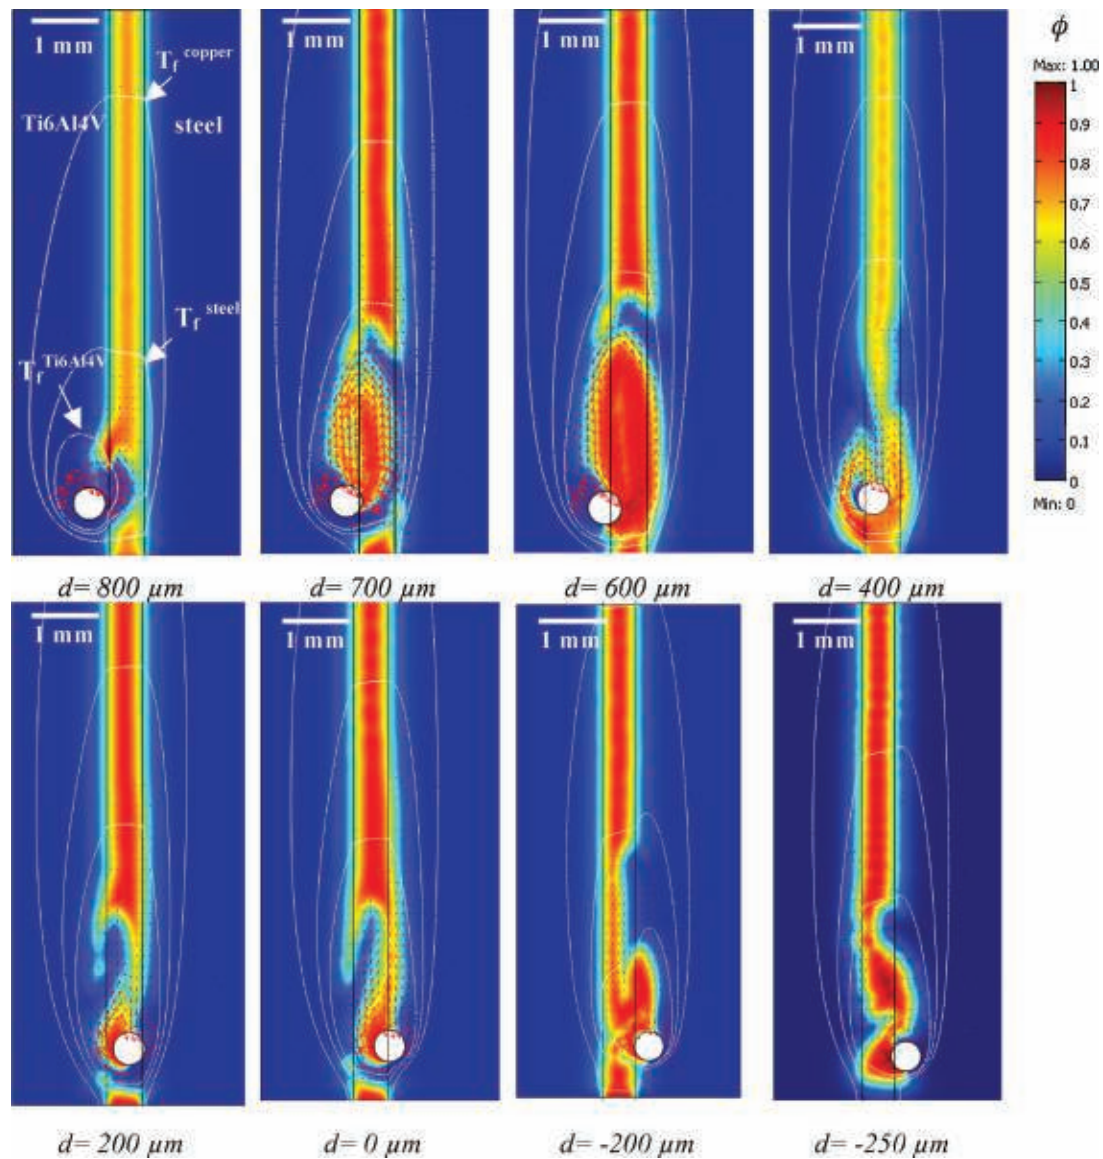 1 mm
1 mm
1 mm
1 mm
ϕ
T_f copper
Ti6Al4V
steel
T_f steel
T_f Ti6Al4V
Max: 1.00
1
0.9
0.8
0.7
0.6
0.5
0.4
0.3
0.2
0.1
0
Min: 0
d= 800 μm
d= 700 μm
d= 600 μm
d= 400 μm
1 mm
1 mm
1 mm
1 mm
d= 200 μm
d= 0 μm
d= -200 μm
d= -250 μm